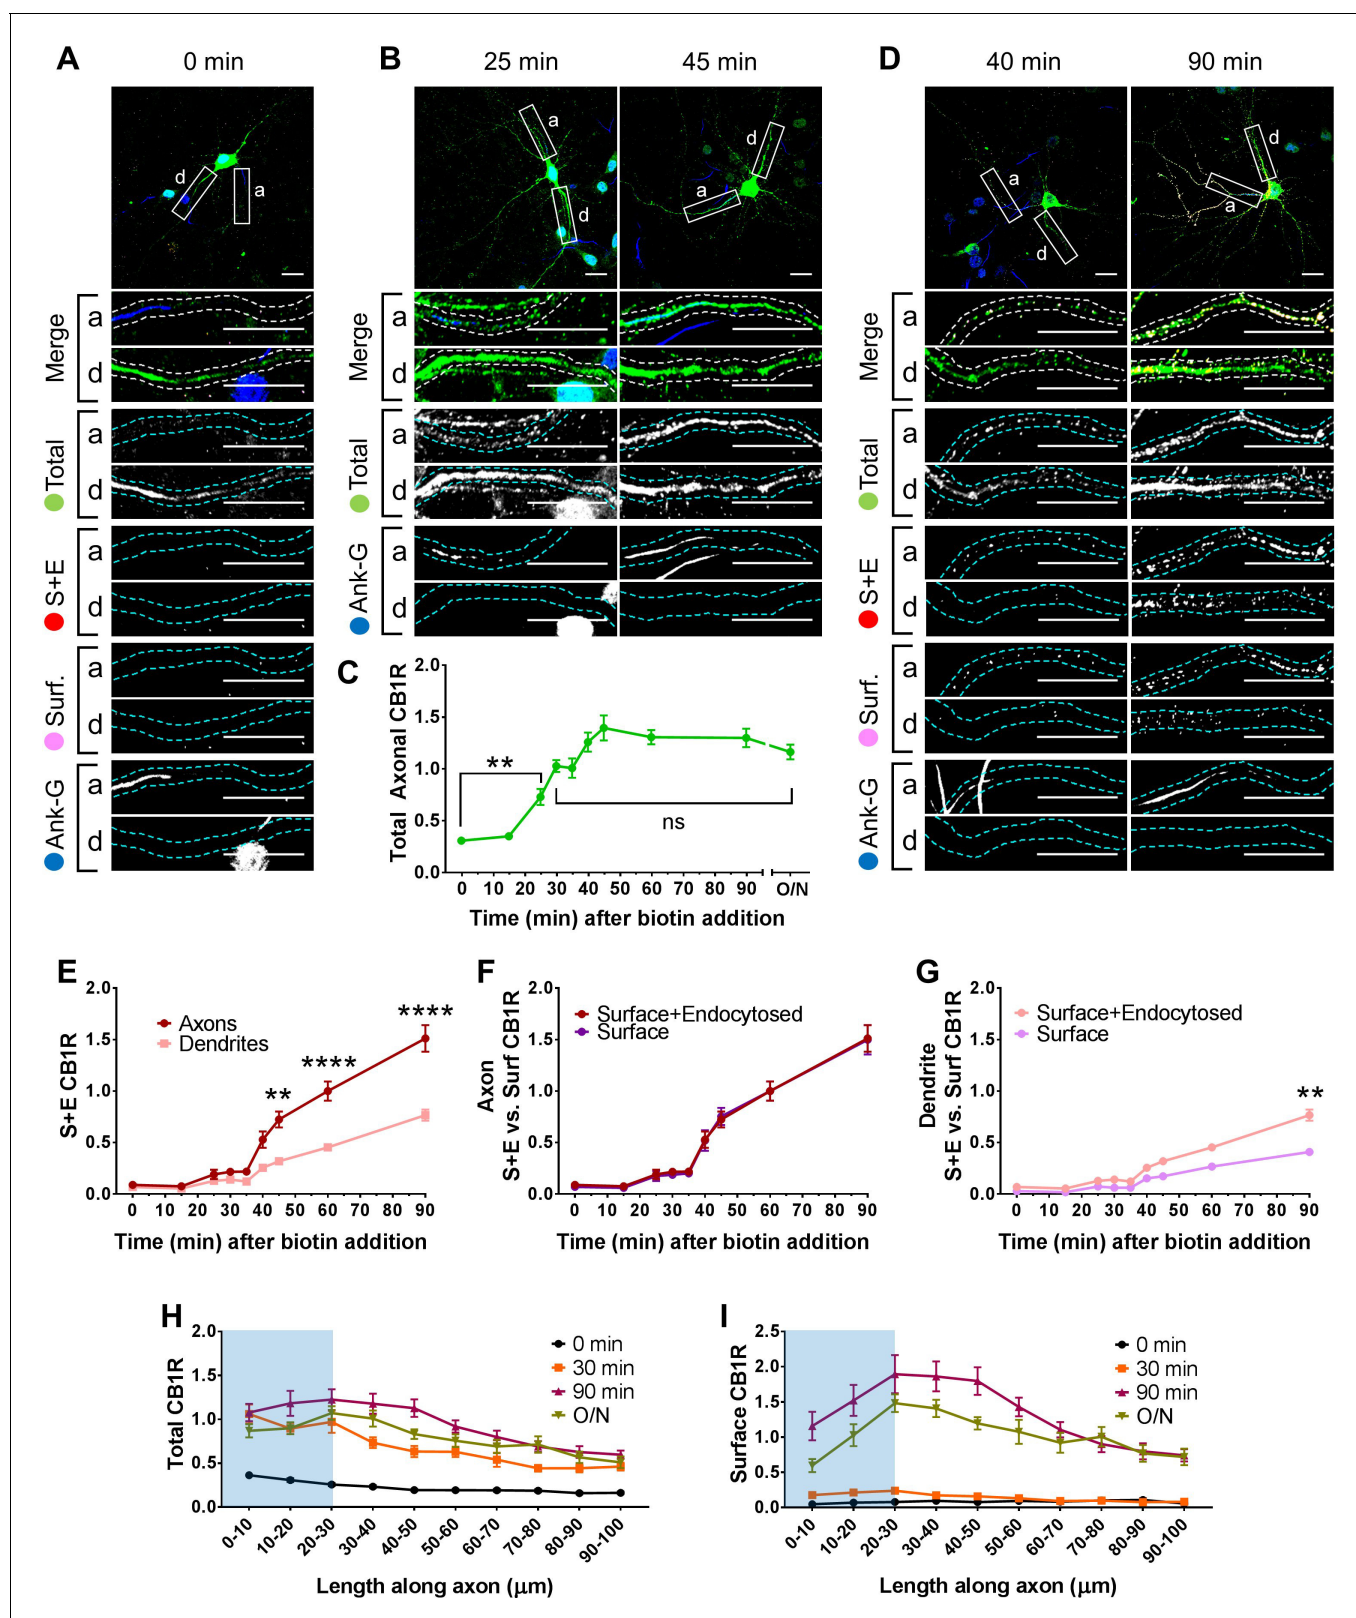 A
0 min
B
25 min
45 min
D
40 min
90 min
d
a
a
d
d
a
a
d
d
a
Merge
a
d
Total
a
d
S+E
a
d
Surf.
a
d
Ank-G
a
d
Merge
a
d
Total
a
d
Ank-G
a
d
Merge
a
d
Total
a
d
S+E
a
d
Surf.
a
d
Ank-G
a
d
C
Total Axonal CB1R
2.0
1.5
1.0
0.5
0.0
**
ns
0 10 20 30 40 50 60 70 80 90 O/N
Time (min) after biotin addition
E
S+E CB1R
2.0
1.5
1.0
0.5
0.0
Axons
Dendrites
**
****
****
0 10 20 30 40 50 60 70 80 90
Time (min) after biotin addition
F
Axon
S+E vs. Surf CB1R
2.0
1.5
1.0
0.5
0.0
Surface+Endocytosed
Surface
0 10 20 30 40 50 60 70 80 90
Time (min) after biotin addition
G
Dendrite
S+E vs. Surf CB1R
2.0
1.5
1.0
0.5
0.0
Surface+Endocytosed
Surface
**
0 10 20 30 40 50 60 70 80 90
Time (min) after biotin addition
H
Total CB1R
2.0
1.5
1.0
0.5
0.0
0 min
30 min
90 min
O/N
0-10 10-20 20-30 30-40 40-50 50-60 60-70 70-80 80-90 90-100
Length along axon (μm)
I
Surface CB1R
2.5
2.0
1.5
1.0
0.5
0.0
0 min
30 min
90 min
O/N
0-10 10-20 20-30 30-40 40-50 50-60 60-70 70-80 80-90 90-100
Length along axon (μm)